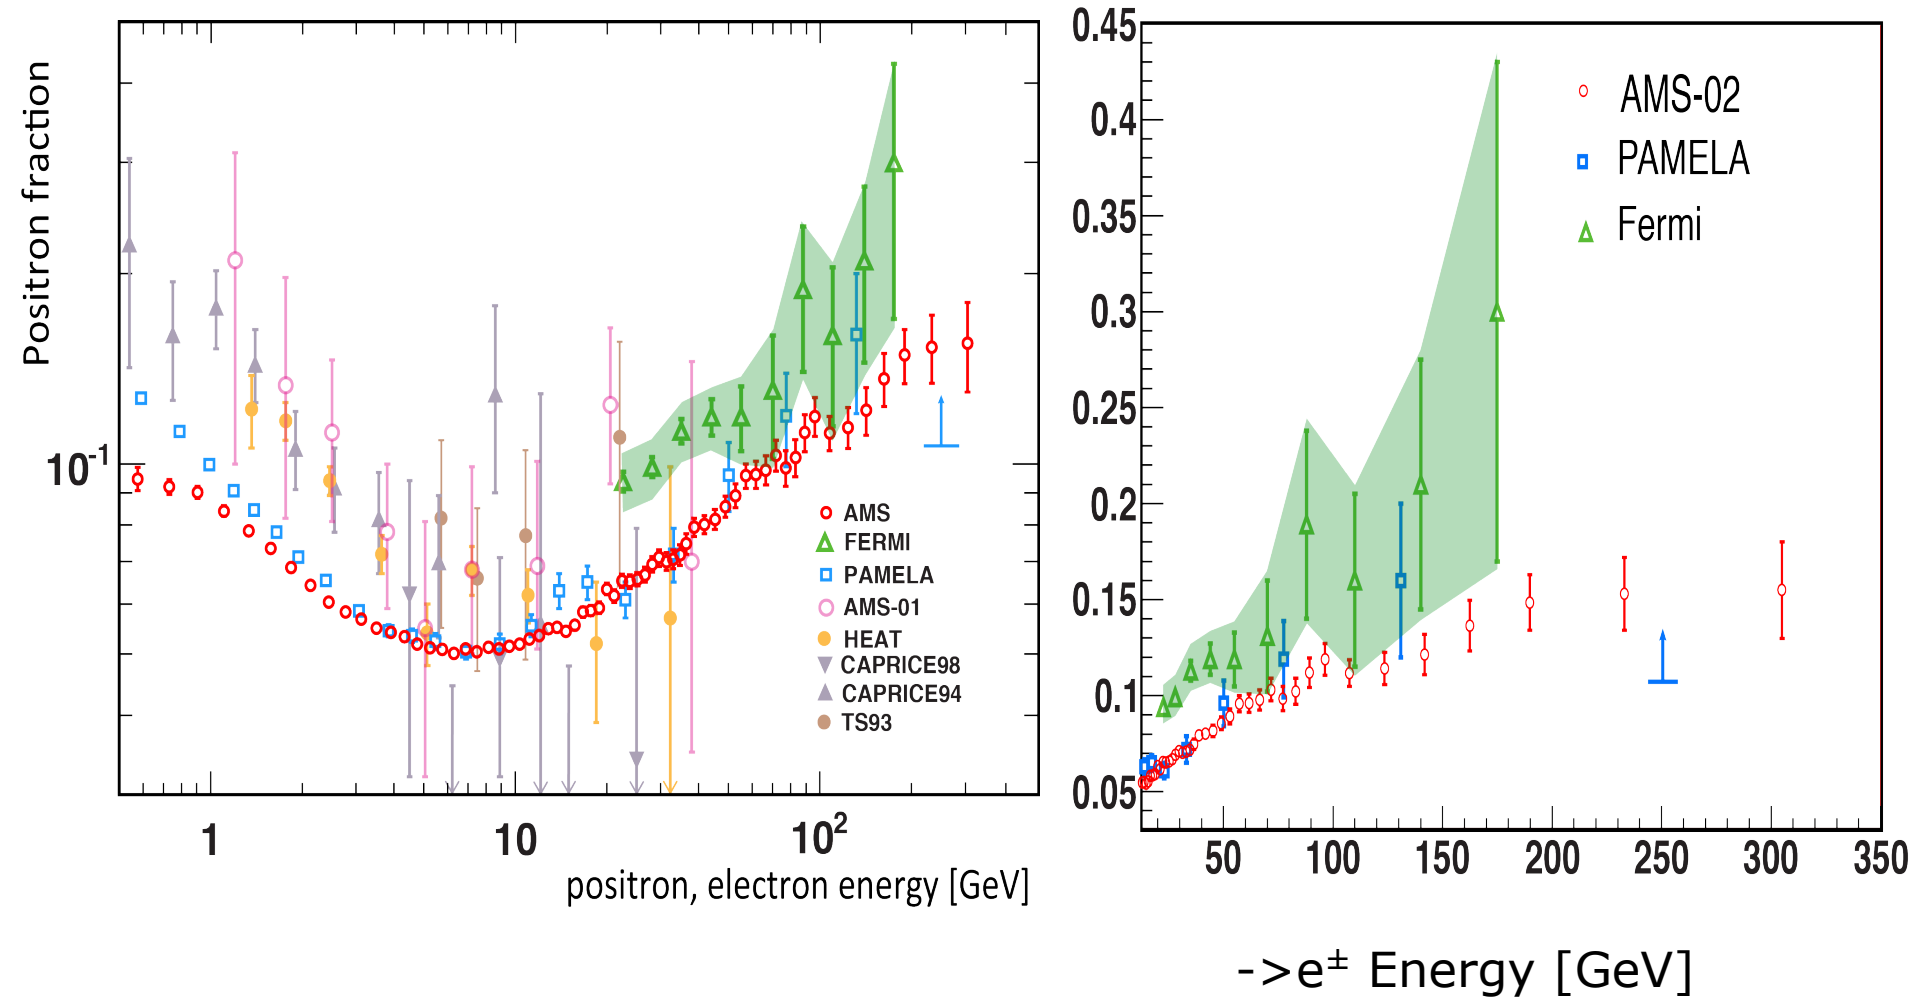 Positron fraction
10-1
1
10
10²
positron, electron energy [GeV]
AMS
FERMI
PAMELA
AMS-01
HEAT
CAPRICE98
CAPRICE94
TS93
0.45
0.4
0.35
0.3
0.25
0.2
0.15
0.1
0.05
50 100 150 200 250 300 350
AMS-02
PAMELA
Fermi
->e± Energy [GeV]